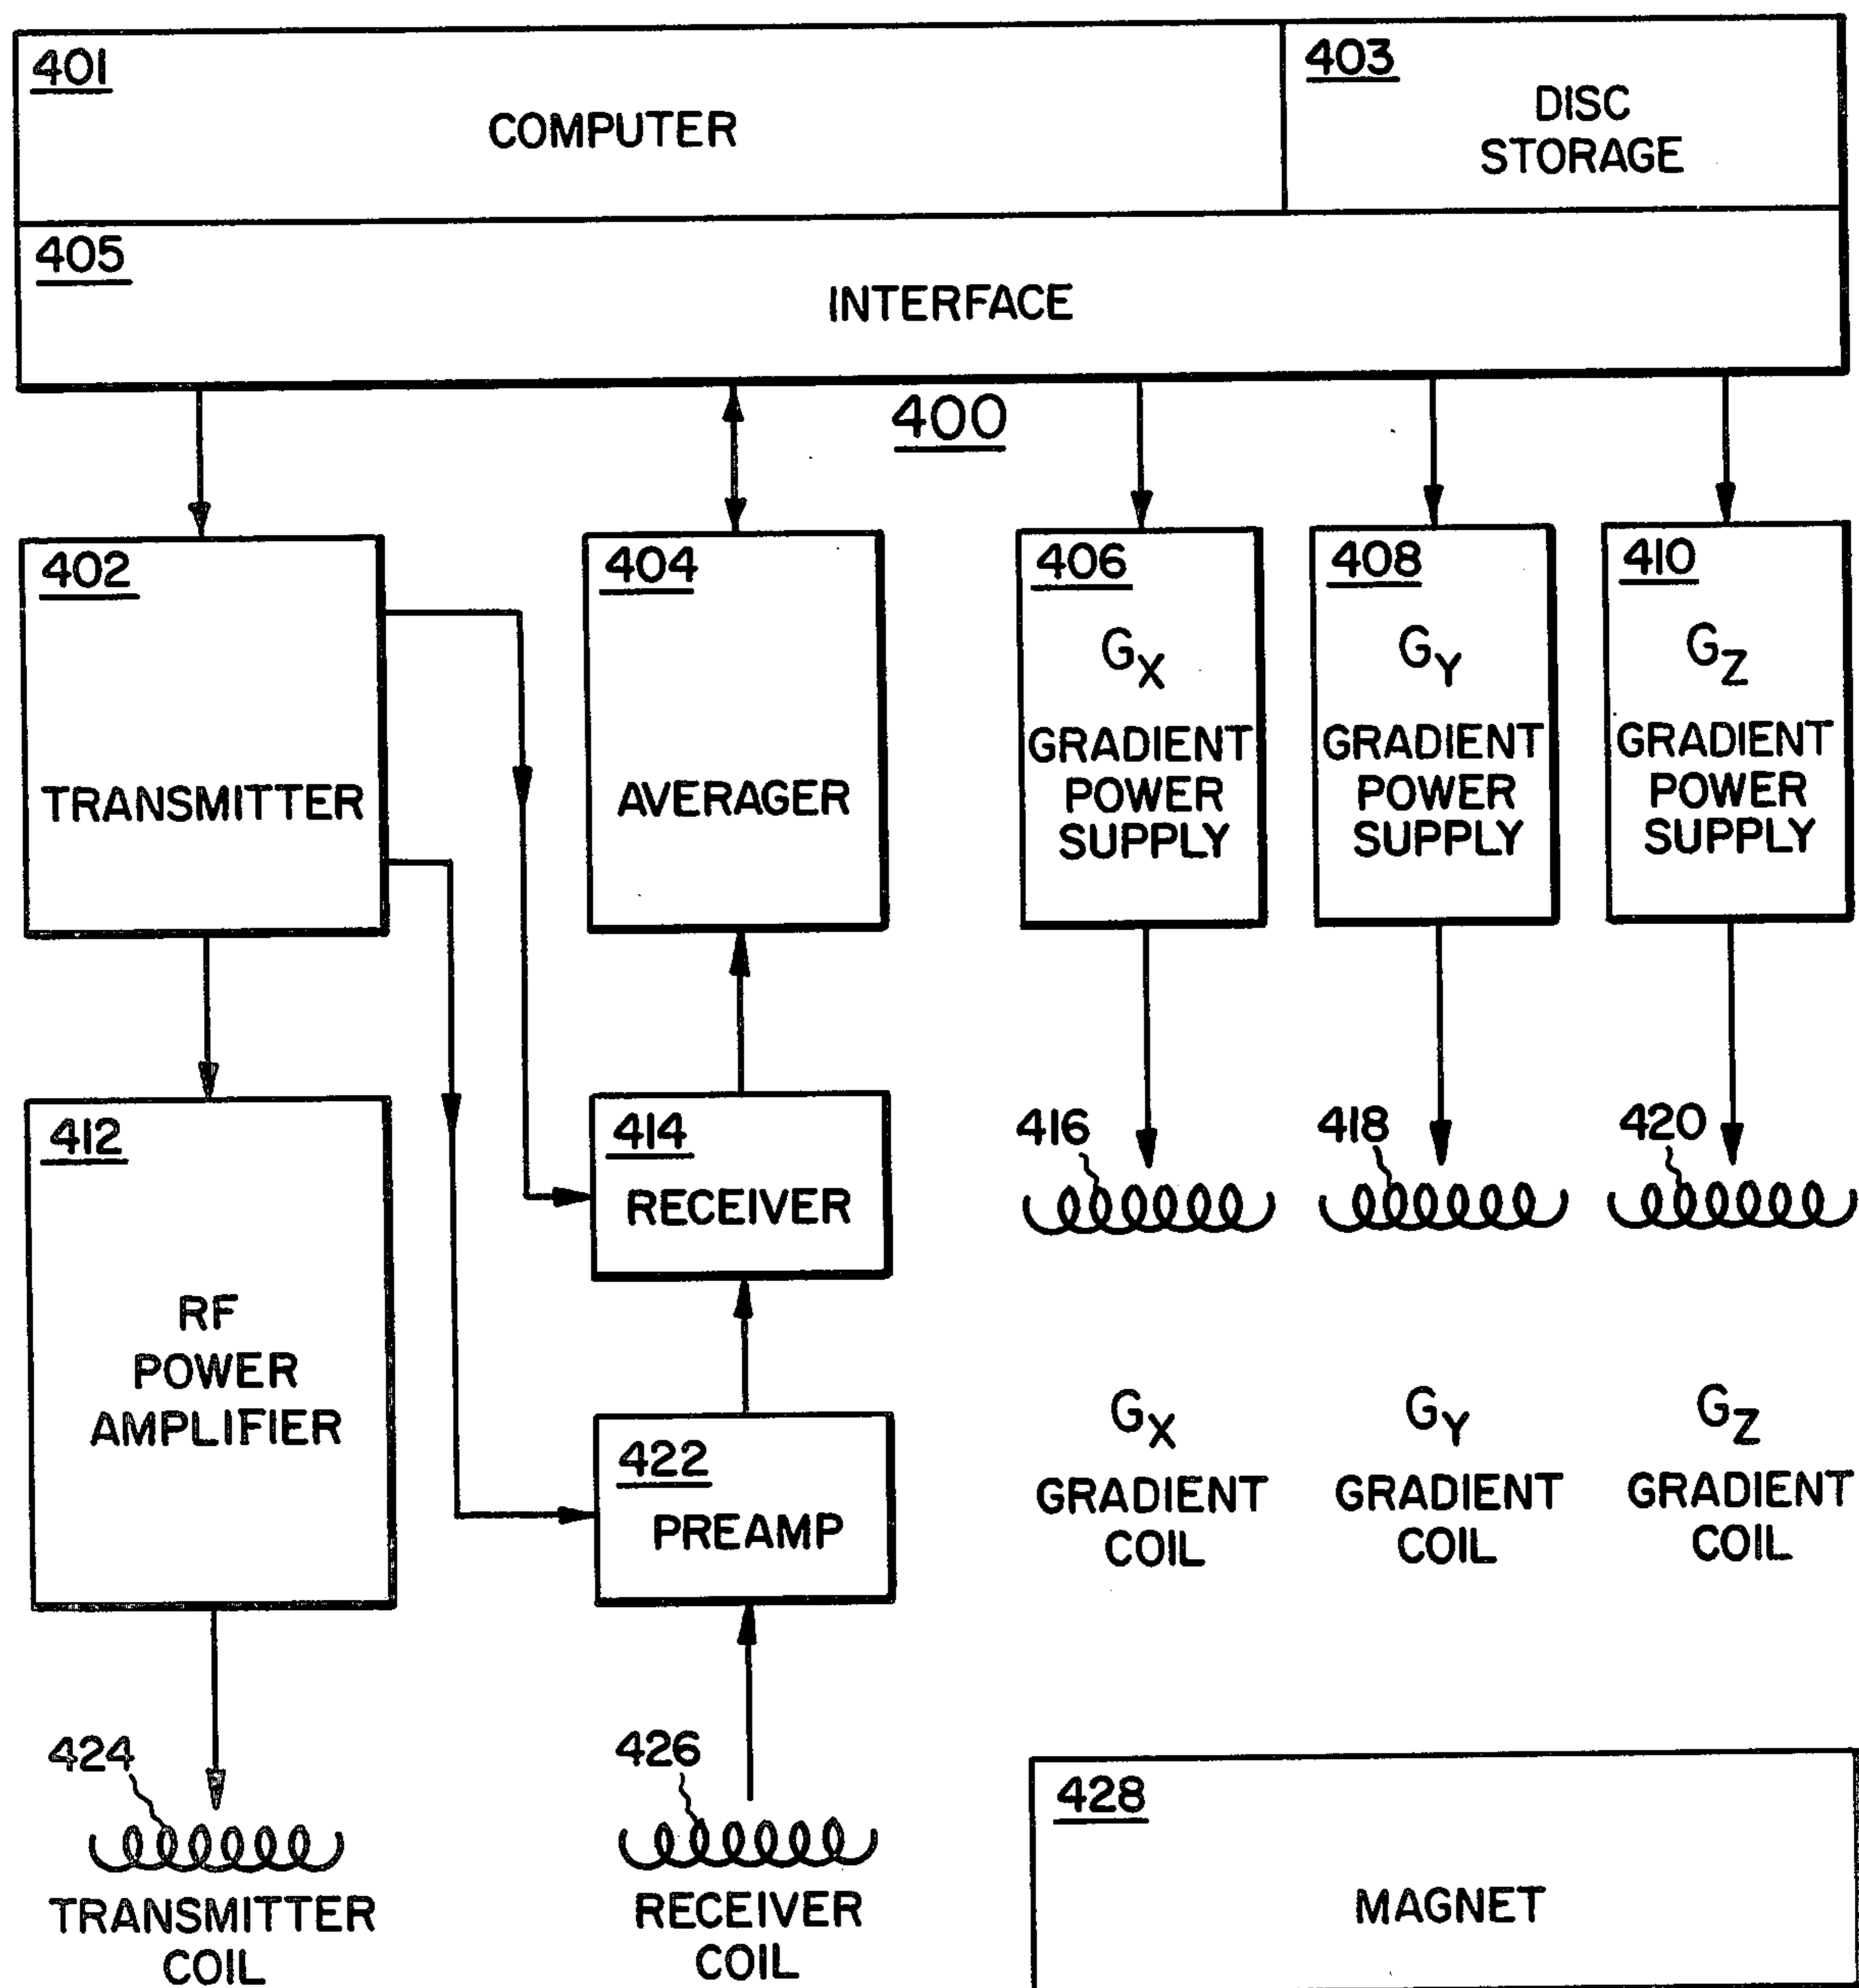 401
COMPUTER
403
DISC
STORAGE
405
INTERFACE
400
402
TRANSMITTER
404
AVERAGER
406
GX
GRADIENT
POWER
SUPPLY
408
GY
GRADIENT
POWER
SUPPLY
410
GZ
GRADIENT
POWER
SUPPLY
412
RF
POWER
AMPLIFIER
414
RECEIVER
416
418
420
422
PREAMP
GX
GRADIENT
COIL
GY
GRADIENT
COIL
GZ
GRADIENT
COIL
424
TRANSMITTER
COIL
426
RECEIVER
COIL
428
MAGNET